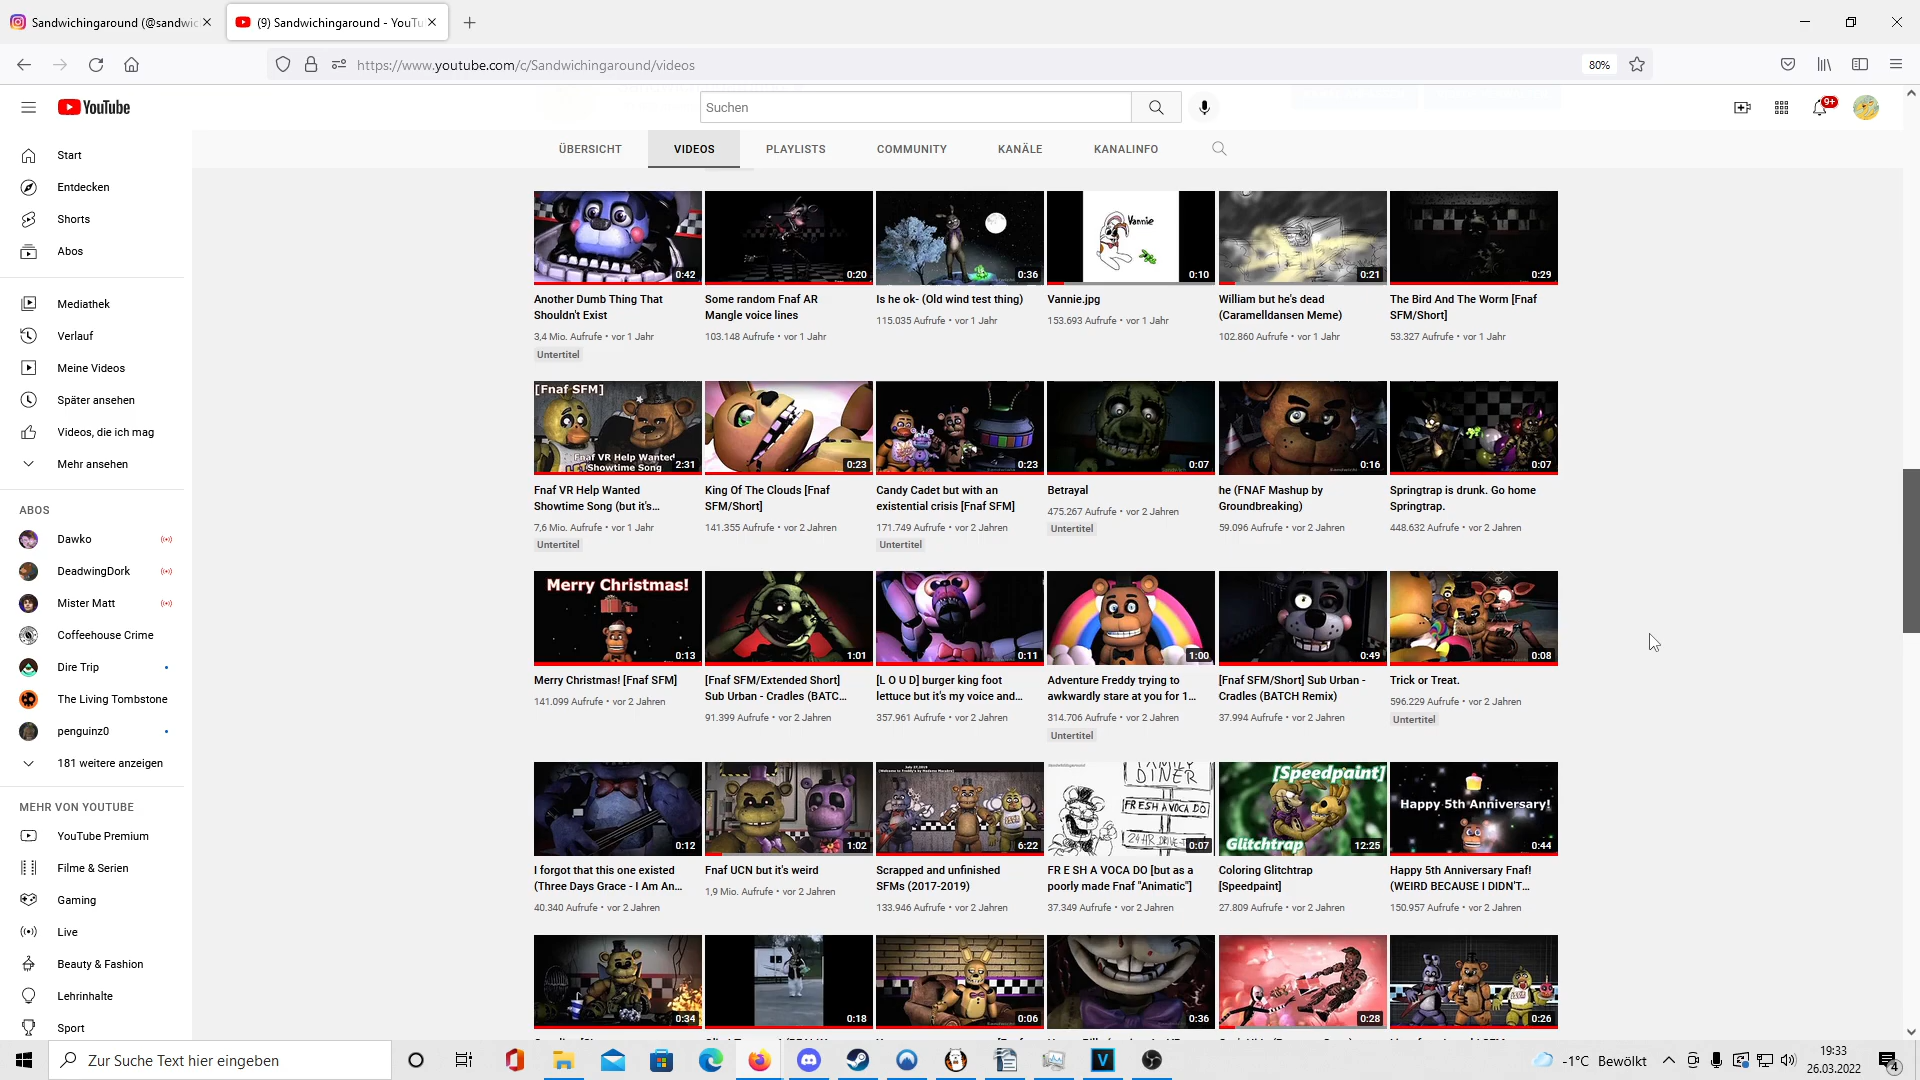 Sandwichingaround (@sandwic
(9) Sandwichingaround - YouTu
https://www.youtube.com/c/Sandwichingaround/videos
80%
YouTube
Suchen
9+
ÜBERSICHT
VIDEOS
PLAYLISTS
COMMUNITY
KANÄLE
KANALINFO
Start
Entdecken
Shorts
Abos
Mediathek
Verlauf
Meine Videos
Später ansehen
Videos, die ich mag
Mehr ansehen
ABOS
Dawko
DeadwingDork
Mister Matt
Coffeehouse Crime
Dire Trip
The Living Tombstone
penguinz0
181 weitere anzeigen
MEHR VON YOUTUBE
YouTube Premium
Filme & Serien
Gaming
Live
Beauty & Fashion
Lehrinhalte
Sport
0:42
Another Dumb Thing That
Shouldn't Exist
3,4 Mio. Aufrufe • vor 1 Jahr
Untertitel
0:20
Some random Fnaf AR
Mangle voice lines
103.148 Aufrufe • vor 1 Jahr
0:36
Is he ok- (Old wind test thing)
115.035 Aufrufe • vor 1 Jahr
Vannie
0:10
Vannie.jpg
153.693 Aufrufe • vor 1 Jahr
0:21
William but he's dead
(Caramelldansen Meme)
102.860 Aufrufe • vor 1 Jahr
0:29
The Bird And The Worm [Fnaf
SFM/Short]
53.327 Aufrufe • vor 1 Jahr
[Fnaf SFM]
Fnaf VR Help Wanted
Showtime Song
2:31
Fnaf VR Help Wanted
Showtime Song (but it's...
7,6 Mio. Aufrufe • vor 1 Jahr
Untertitel
0:23
King Of The Clouds [Fnaf
SFM/Short]
141.355 Aufrufe • vor 2 Jahren
0:23
Candy Cadet but with an
existential crisis [Fnaf SFM]
171.749 Aufrufe • vor 2 Jahren
Untertitel
0:07
Betrayal
475.267 Aufrufe • vor 2 Jahren
Untertitel
0:16
he (FNAF Mashup by
Groundbreaking)
59.096 Aufrufe • vor 2 Jahren
0:07
Springtrap is drunk. Go home
Springtrap.
448.632 Aufrufe • vor 2 Jahren
Merry Christmas!
0:13
Merry Christmas! [Fnaf SFM]
141.099 Aufrufe • vor 2 Jahren
1:01
[Fnaf SFM/Extended Short]
Sub Urban - Cradles (BATC...
91.399 Aufrufe • vor 2 Jahren
0:11
[L O U D] burger king foot
lettuce but it's my voice and...
357.961 Aufrufe • vor 2 Jahren
1:00
Adventure Freddy trying to
awkwardly stare at you for 1...
314.706 Aufrufe • vor 2 Jahren
Untertitel
0:49
[Fnaf SFM/Short] Sub Urban -
Cradles (BATCH Remix)
37.994 Aufrufe • vor 2 Jahren
0:08
Trick or Treat.
596.229 Aufrufe • vor 2 Jahren
Untertitel
0:12
I forgot that this one existed
(Three Days Grace - I Am An...
40.340 Aufrufe • vor 2 Jahren
1:02
Fnaf UCN but it's weird
1,9 Mio. Aufrufe • vor 2 Jahren
6:22
Scrapped and unfinished
SFMs (2017-2019)
133.946 Aufrufe • vor 2 Jahren
FAMILY
DINER
FRESH AVOCA DO
24 HR DRIVE-T
0:07
FR E SH A VOCA DO [but as a
poorly made Fnaf "Animatic"]
37.349 Aufrufe • vor 2 Jahren
[Speedpaint]
Glitchtrap
12:25
Coloring Glitchtrap
[Speedpaint]
27.809 Aufrufe • vor 2 Jahren
Happy 5th Anniversary!
0:44
Happy 5th Anniversary Fnaf!
(WEIRD BECAUSE I DIDN'T...
150.957 Aufrufe • vor 2 Jahren
0:34
0:18
0:06
0:36
0:28
0:26
Zur Suche Text hier eingeben
-1°C Bewölkt
19:33
26.03.2022
4